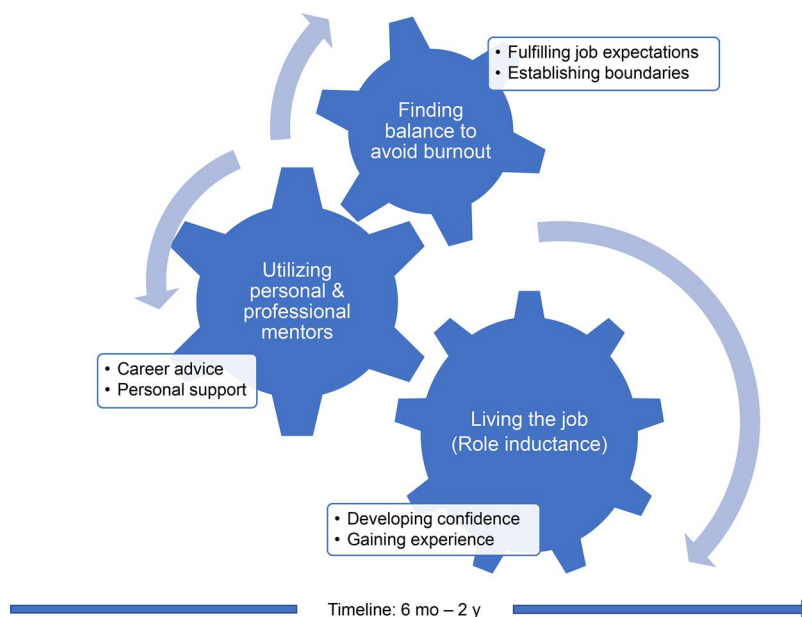 • Fulfilling job expectations
• Establishing boundaries
Finding
balance to
avoid burnout
Utilizing
personal &
professional
mentors
• Career advice
• Personal support
Living the job
(Role inductance)
• Developing confidence
• Gaining experience
Timeline: 6 mo – 2 y